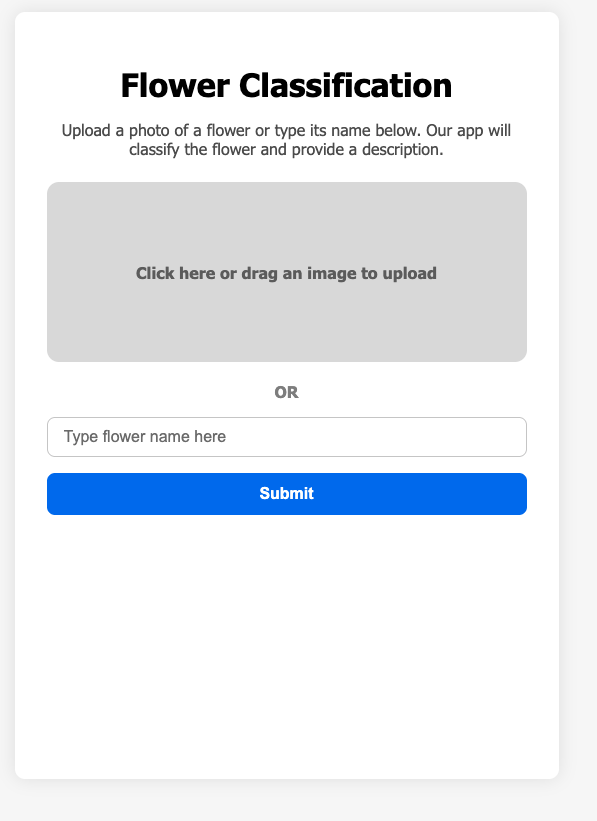 Flower Classification
Upload a photo of a flower or type its name below. Our app will
classify the flower and provide a description.
Click here or drag an image to upload
OR
Type flower name here
Submit